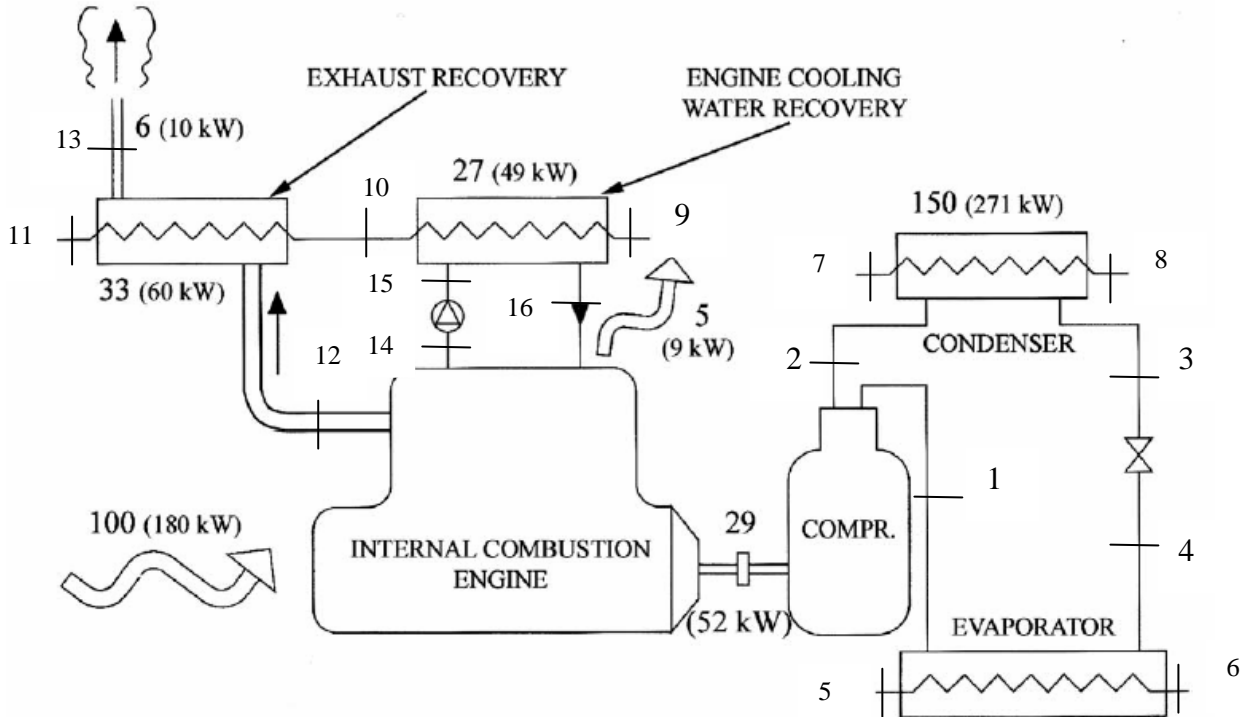 EXHAUST RECOVERY
ENGINE COOLING
WATER RECOVERY
13
6 (10 kW)
10
27 (49 kW)
9
150 (271 kW)
11
7
8
33 (60 kW)
15
16
5
(9 kW)
12
14
2
CONDENSER
3
1
100 (180 kW)
29
COMPR.
INTERNAL COMBUSTION
ENGINE
4
(52 kW)
EVAPORATOR
5
6